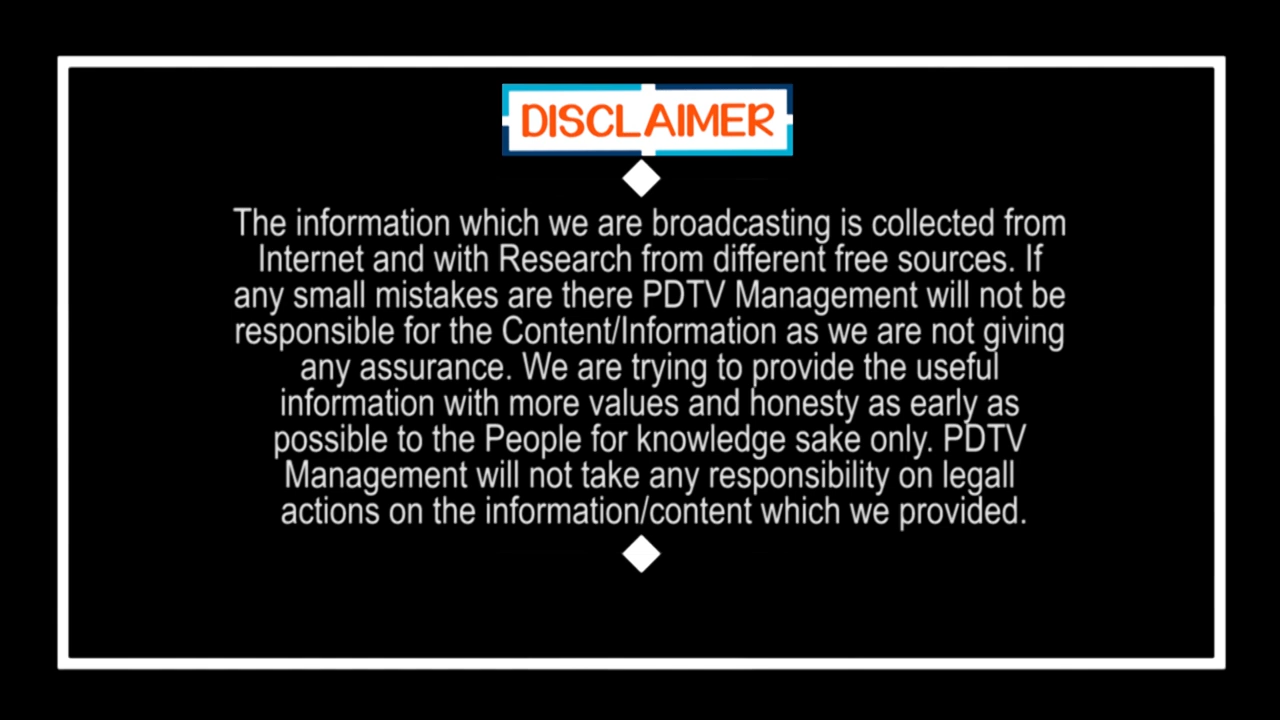 DISCLAIMER
The information which we are broadcasting is collected from
Internet and with Research from different free sources. If
any small mistakes are there PDTV Management will not be
responsible for the Content/Information as we are not giving
any assurance. We are trying to provide the useful
information with more values and honesty as early as
possible to the People for knowledge sake only. PDTV
Management will not take any responsibility on legall
actions on the information/content which we provided.